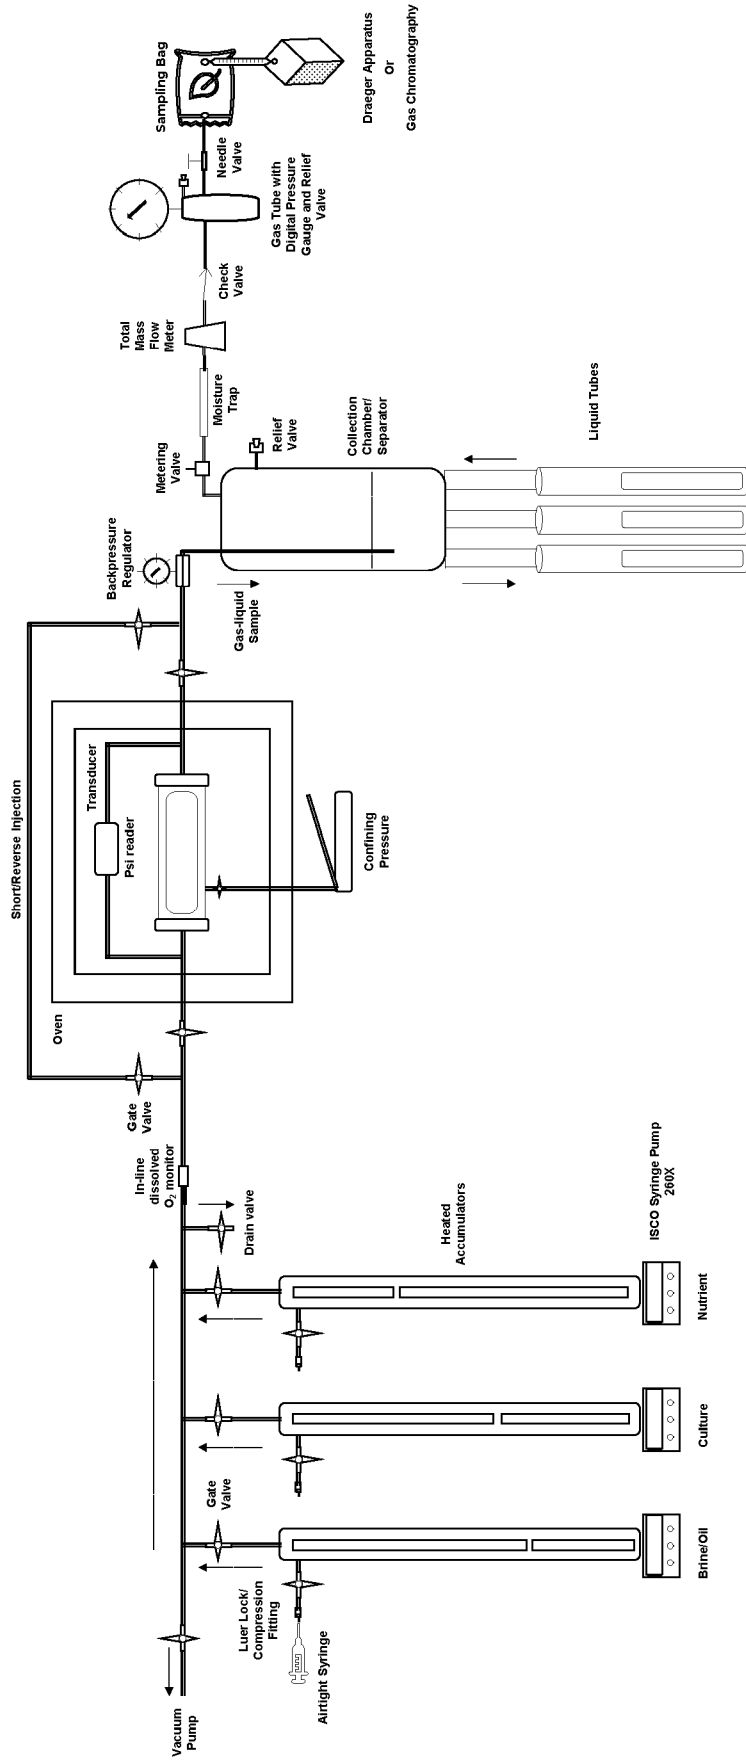 Vacuum
Pump
Luer Lock/
Compression
Fitting
Airtight Syringe
Gate
Valve
Brine/Oil
Culture
Nutrient
ISCO Syringe Pump
260X
Heated
Accumulators
Drain valve
In-line
dissolved
O₂ monitor
Gate
Valve
Oven
Short/Reverse Injection
Transducer
Psi reader
Confining
Pressure
Backpressure
Regulator
Gas-liquid
Sample
Metering
Valve
Relief
Valve
Collection
Chamber/
Separator
Liquid Tubes
Moisture
Trap
Total
Mass
Flow
Meter
Check
Valve
Gas Tube with
Digital Pressure
Gauge and Relief
Valve
Needle
Valve
Sampling Bag
Draeger Apparatus
Or
Gas Chromatography